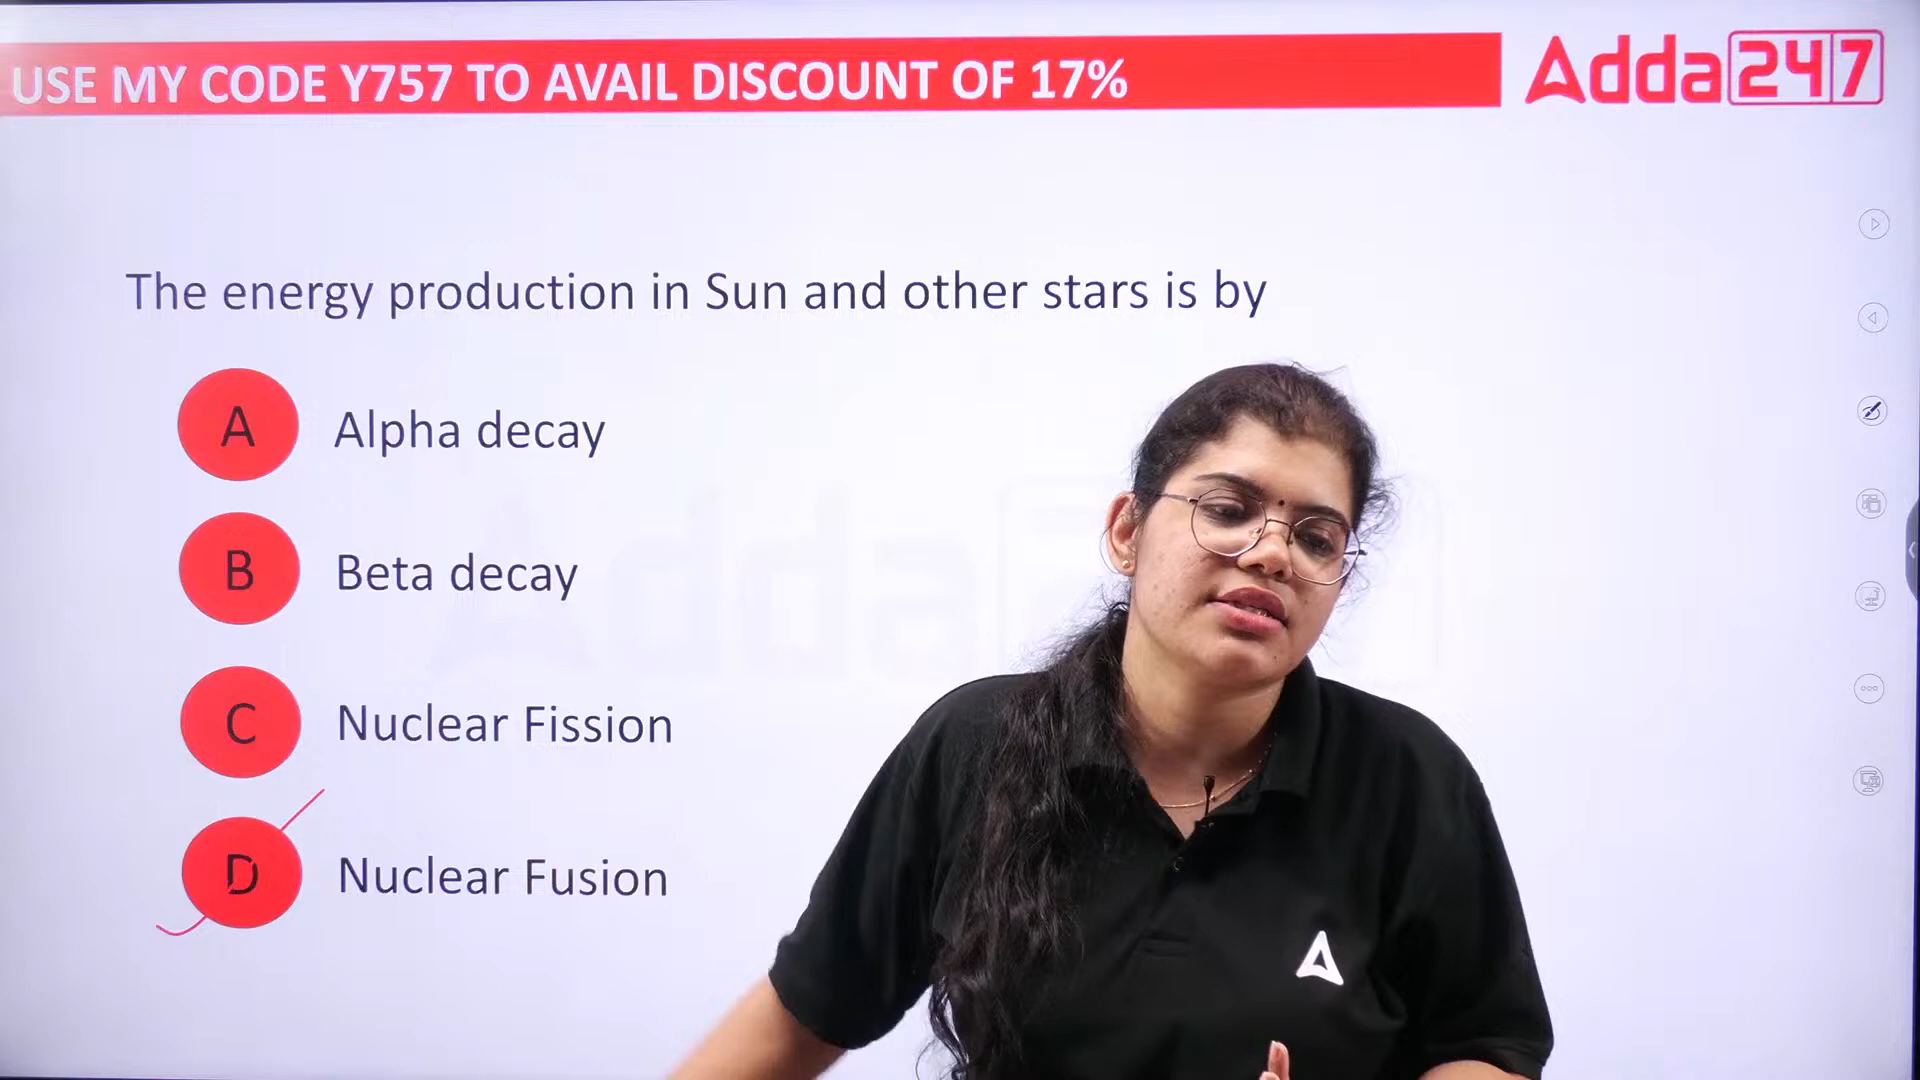 USE MY CODE Y757 TO AVAIL DISCOUNT OF 17%
Adda247
The energy production in Sun and other stars is by
A Alpha decay
B Beta decay
C Nuclear Fission
D Nuclear Fusion